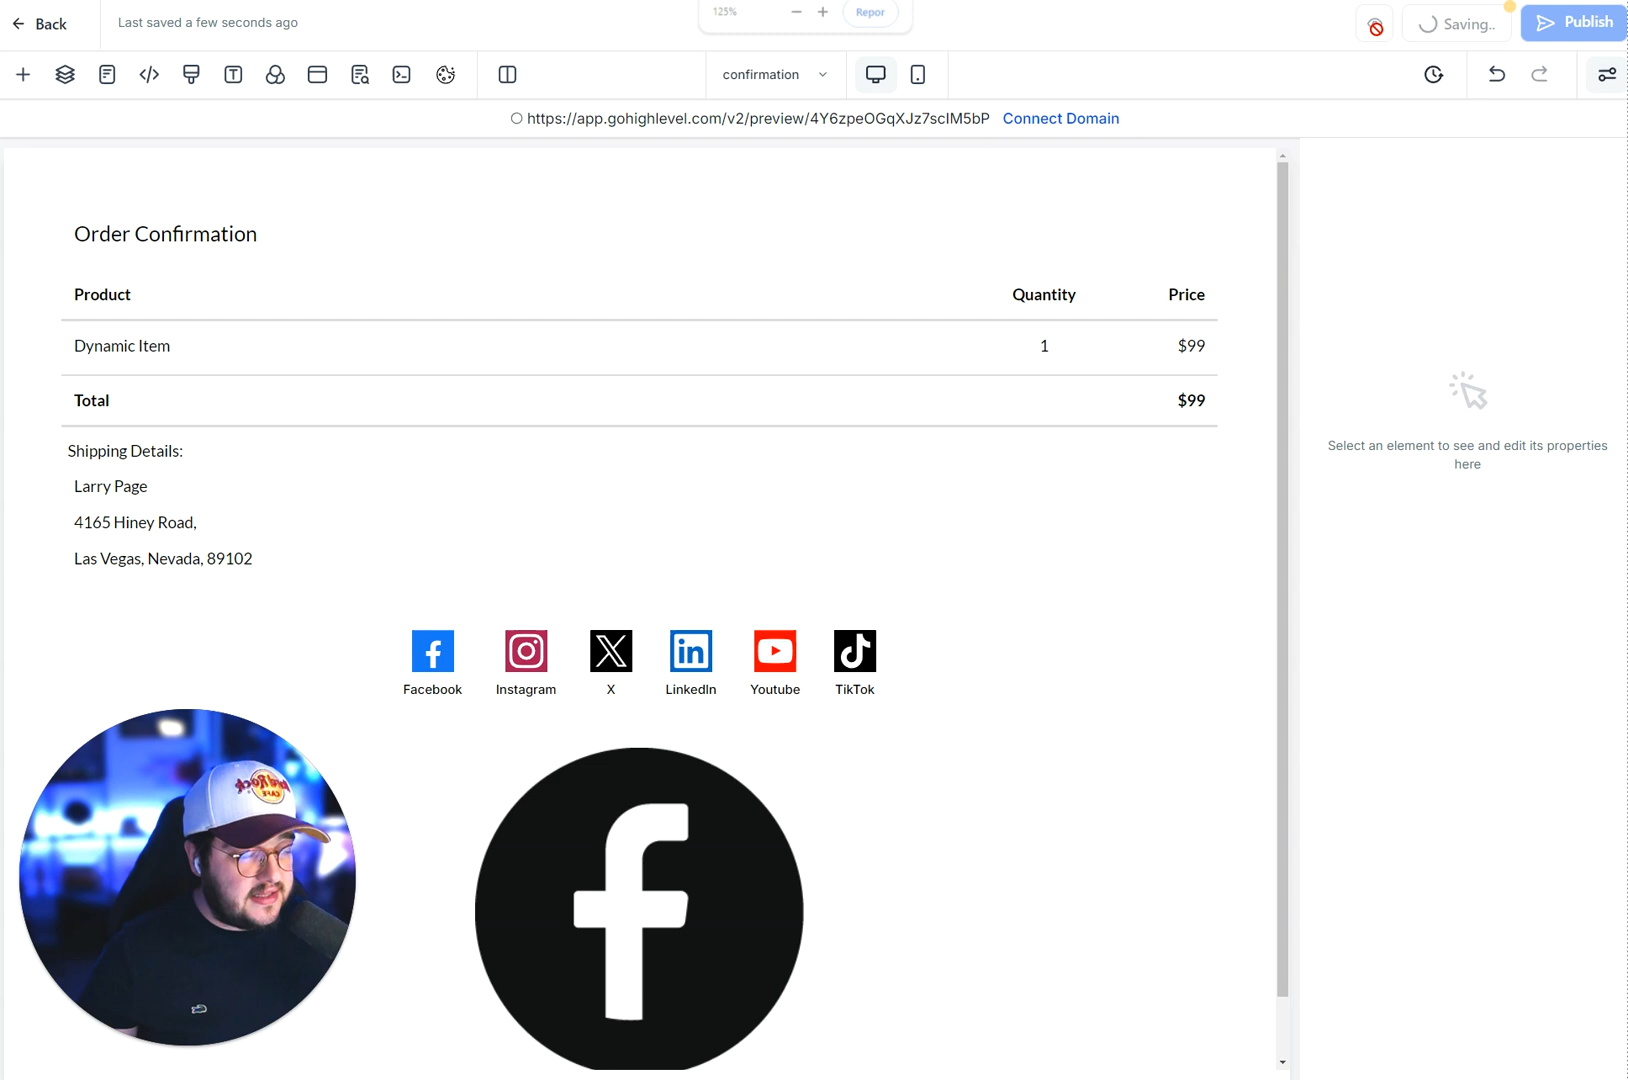 Back
Last saved a few seconds ago
125%
Repor
Saving..
Publish
confirmation
https://app.gohighlevel.com/v2/preview/4Y6zpeOGqXJz7scIM5bP Connect Domain
Order Confirmation
Product Quantity Price
Dynamic Item 1 $99
Total $99
Shipping Details:
Larry Page
4165 Hiney Road,
Las Vegas, Nevada, 89102
Select an element to see and edit its properties
here
Facebook Instagram X LinkedIn Youtube TikTok